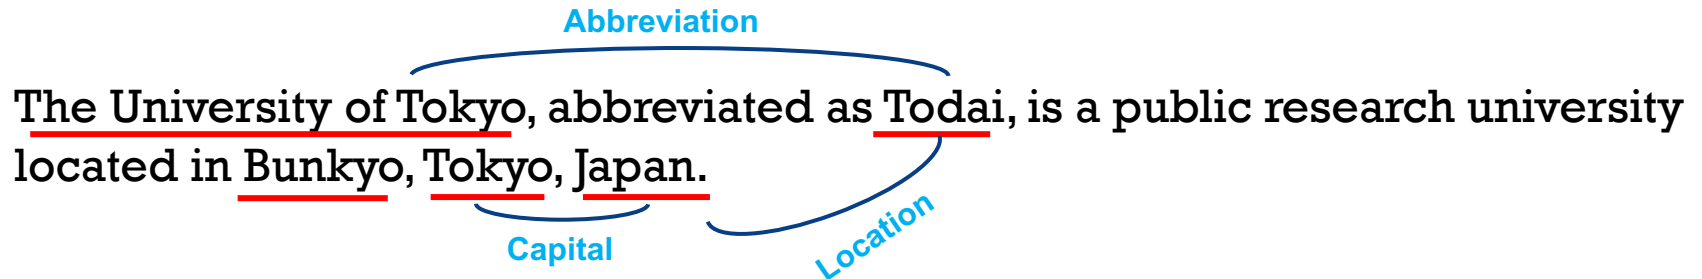 Abbreviation
The University of Tokyo, abbreviated as Todai, is a public research university
located in Bunkyo, Tokyo, Japan.
Capital
Location